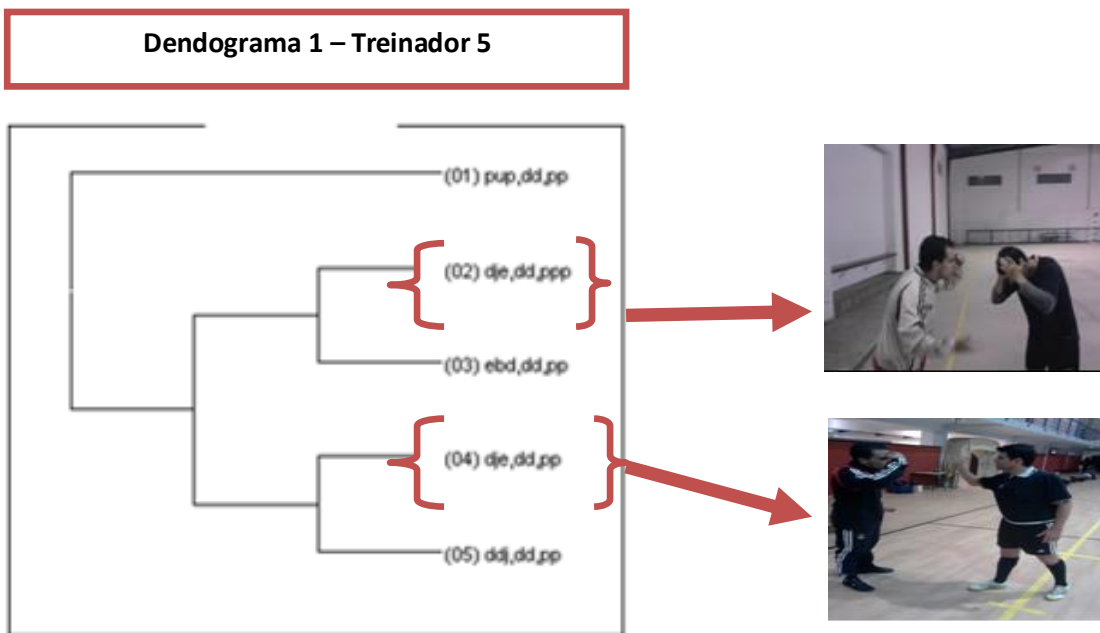 Dendograma 1 – Treinador 5
(01) pup,dd,pp
(02) dje,dd,ppp
(03) ebd,dd,pp
(04) dje,dd,pp
(05) ddj,dd,pp